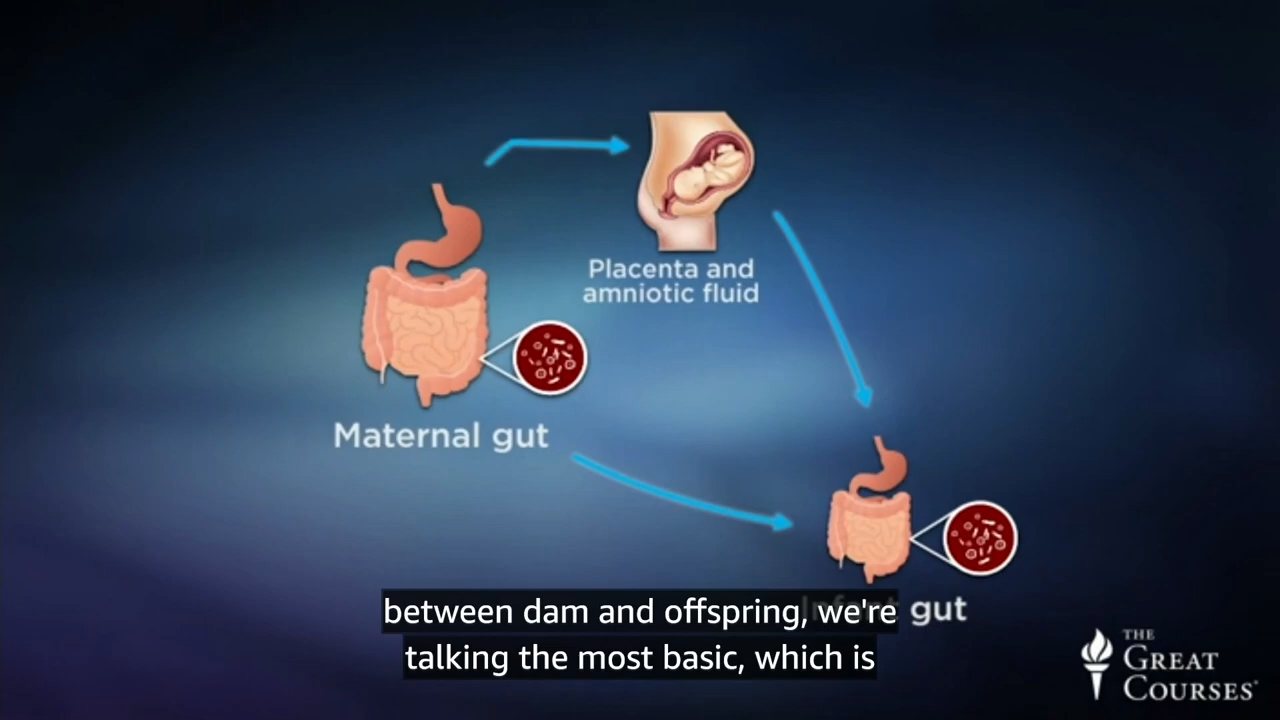 Placenta and
amniotic fluid
Maternal gut
gut
between dam and offspring, we're
talking the most basic, which is
THE
GREAT
COURSES